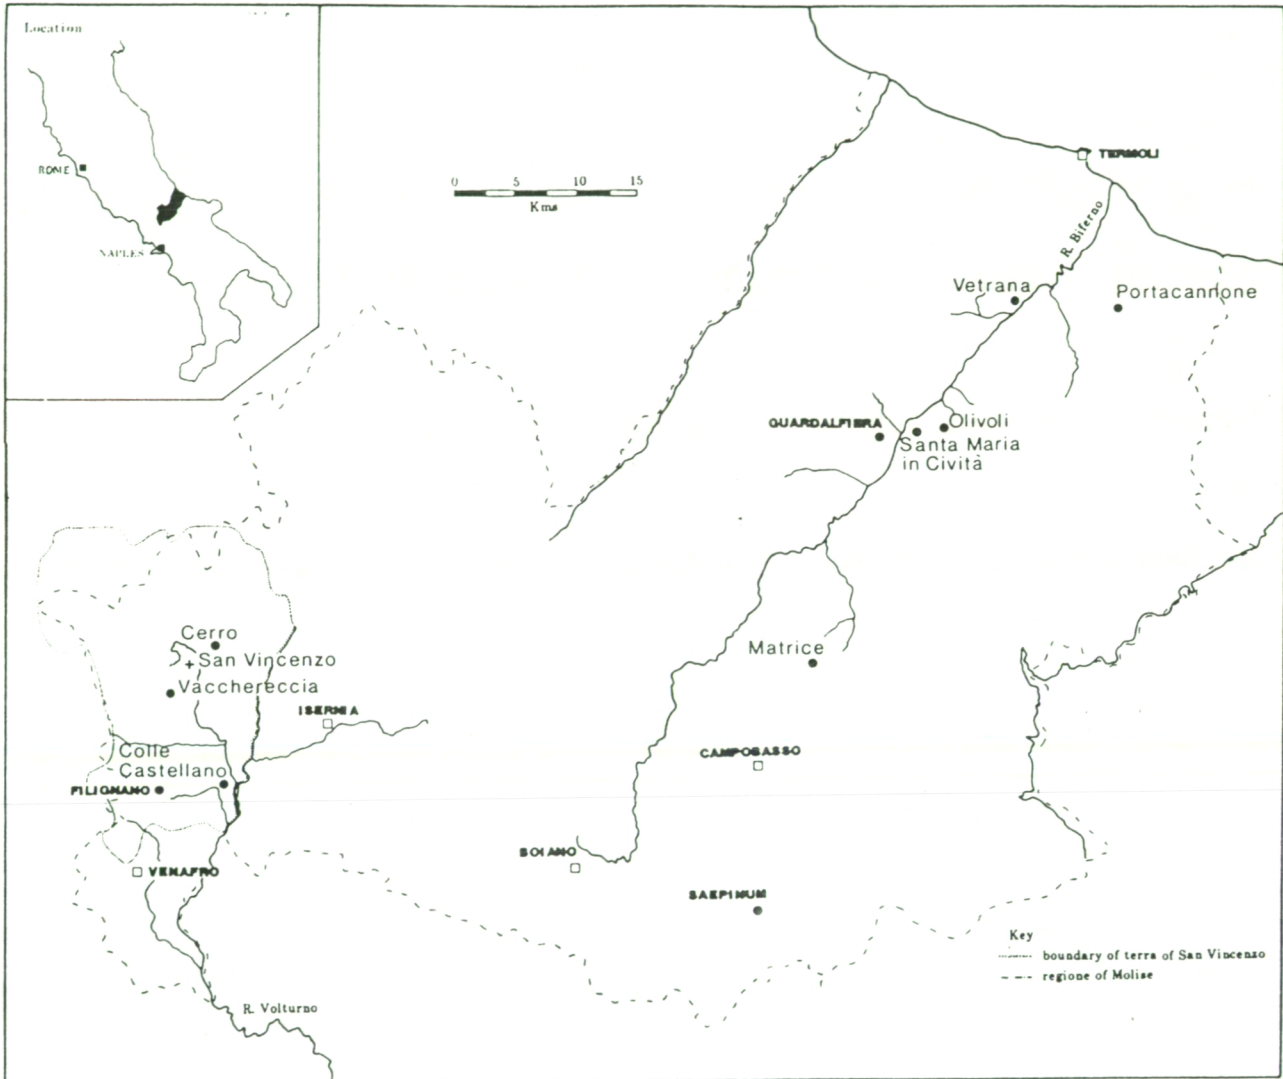 Location
ROME
NAPLES
0 5 10 15
Kms
TERMOLI
R. Biferno
Vetrana
Portacannone
GUARDALFIERA
Olivoli
Santa Maria
in Cività
Cerro
San Vincenzo
Vacchereccia
ISERNIA
Matrice
Colle
Castellano
FILIGNANO
CAMPOBASSO
BOIANO
VENAFRO
SAEPINUM
Key
boundary of terra of San Vincenzo
regione of Molise
R. Volturno